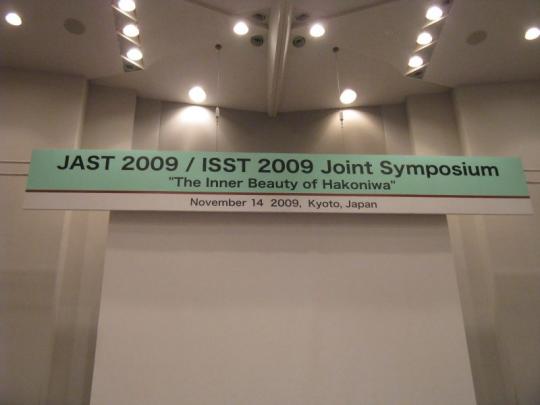 JAST 2009 / ISST 2009 Joint Symposium
"The Inner Beauty of Hakoniwa"
November 14 2009, Kyoto, Japan